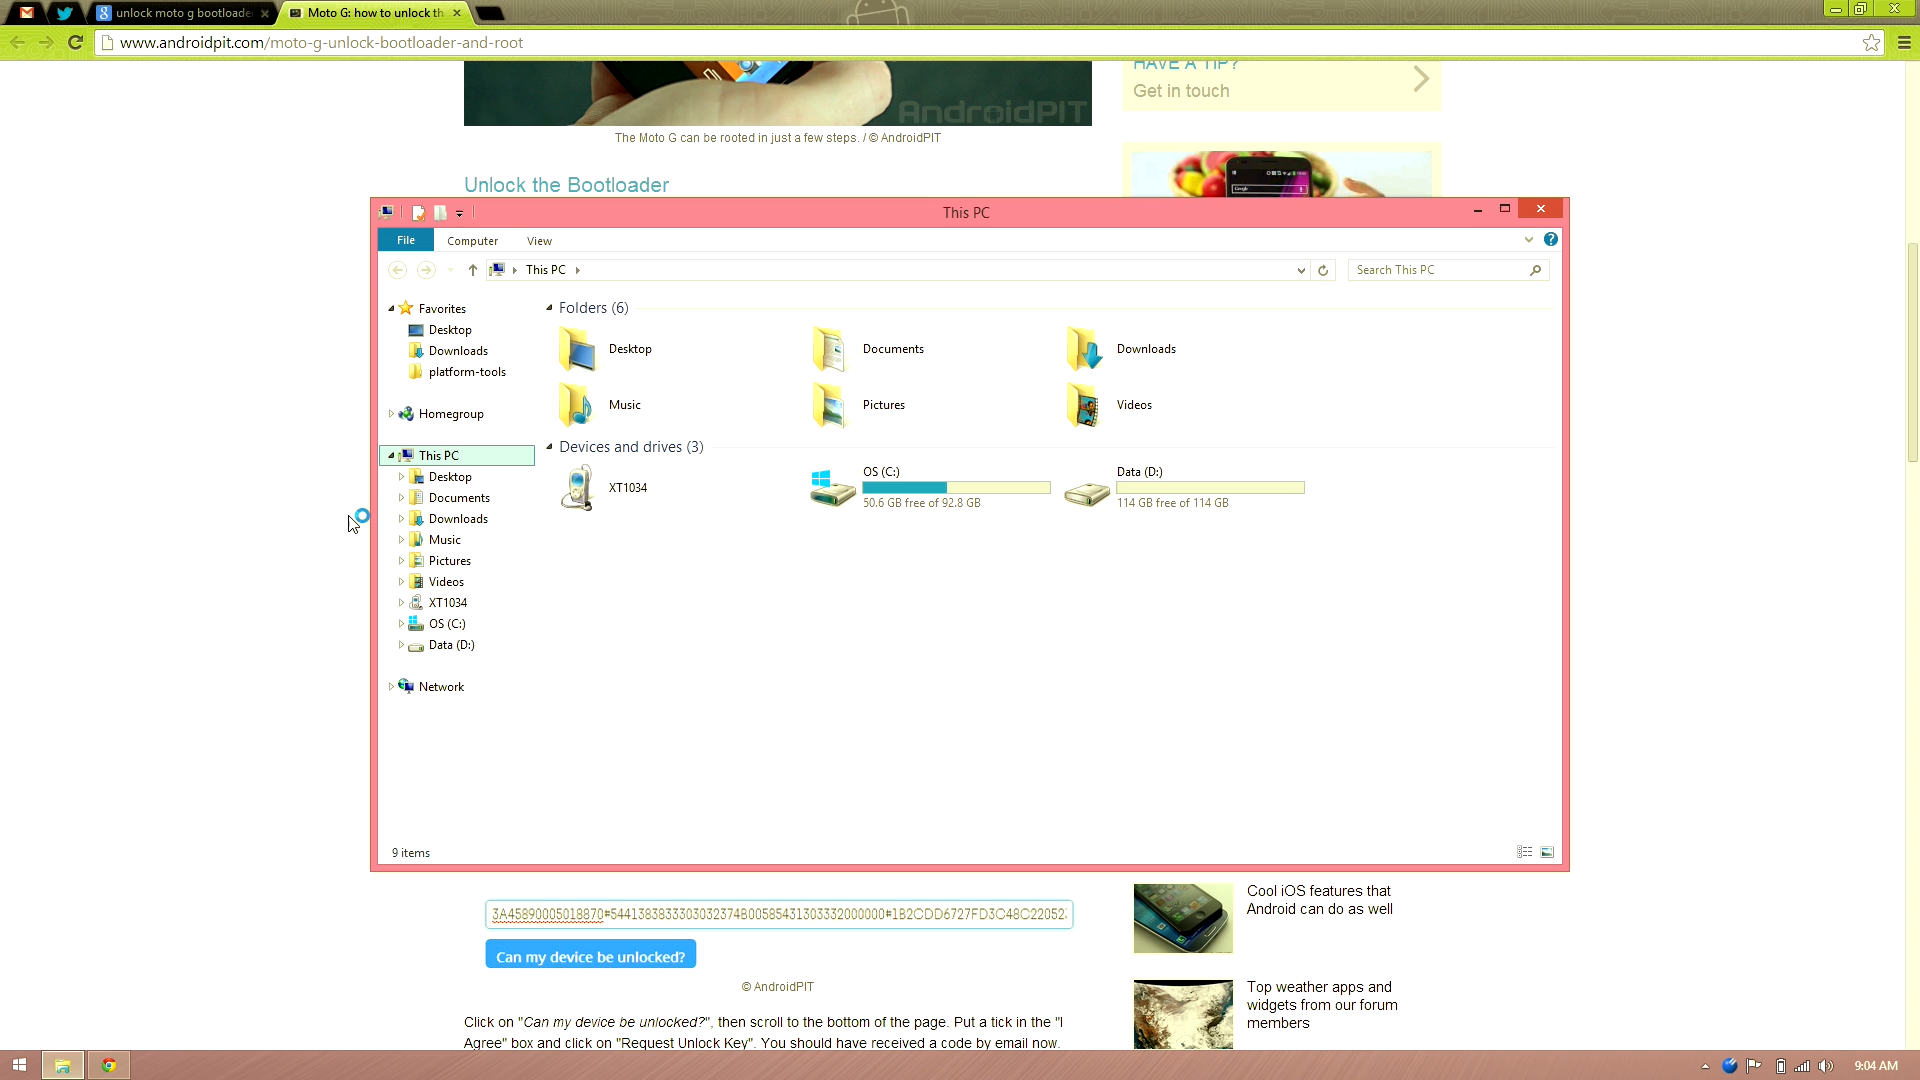 unlock moto g bootloade
Moto G: how to unlock th
www.androidpit.com/moto-g-unlock-bootloader-and-root
HAVE A TIP?
Get in touch
AndroidPIT
The Moto G can be rooted in just a few steps. / © AndroidPIT
Unlock the Bootloader
Google
This PC
File
Computer
View
This PC
Search This PC
Favorites
Desktop
Downloads
platform-tools
Homegroup
This PC
Desktop
Documents
Downloads
Music
Pictures
Videos
XT1034
OS (C:)
Data (D:)
Network
Folders (6)
Desktop
Documents
Downloads
Music
Pictures
Videos
Devices and drives (3)
XT1034
OS (C:)
50.6 GB free of 92.8 GB
Data (D:)
114 GB free of 114 GB
9 items
3A45890005018870#5441383833303032374B00585431303332000000#1B2CDD6727FD3C48C22052
Can my device be unlocked?
© AndroidPIT
Click on "Can my device be unlocked?", then scroll to the bottom of the page. Put a tick in the "I
Agree" box and click on "Request Unlock Key". You should have received a code by email now.
Cool iOS features that
Android can do as well
Top weather apps and
widgets from our forum
members
9:04 AM